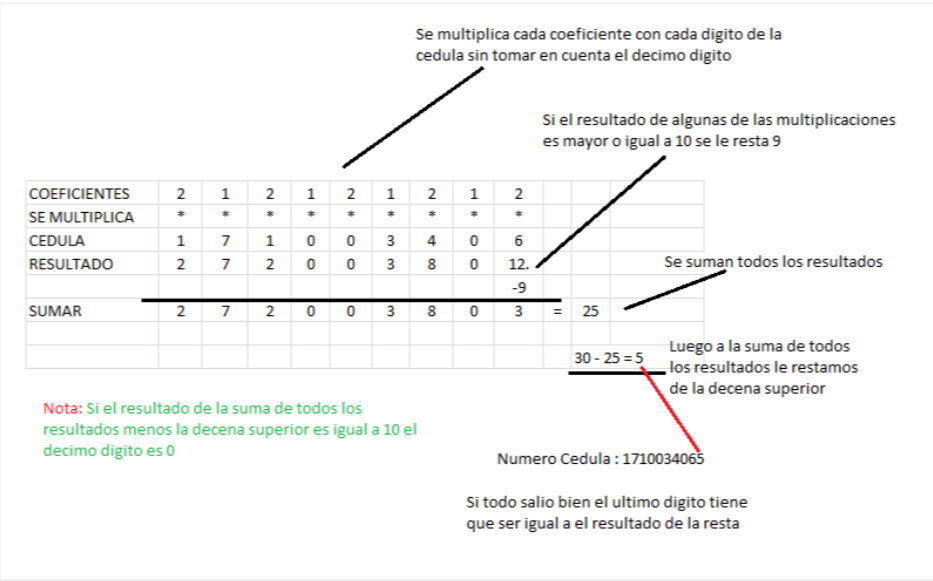 Se multiplica cada coeficiente con cada digito de la
cedula sin tomar en cuenta el decimo digito
Si el resultado de algunas de las multiplicaciones
es mayor o igual a 10 se le resta 9
COEFICIENTES 2 1 2 1 2 1 2 1 2
SE MULTIPLICA * * * * * * * * *
CEDULA 1 7 1 0 0 3 4 0 6
RESULTADO 2 7 2 0 0 3 8 0 12.
-9
Se suman todos los resultados
SUMAR 2 7 2 0 0 3 8 0 3 = 25
30 - 25 = 5
Luego a la suma de todos
los resultados le restamos
de la decena superior
Nota: Si el resultado de la suma de todos los
resultados menos la decena superior es igual a 10 el
decimo digito es 0
Numero Cedula : 1710034065
Si todo salio bien el ultimo digito tiene
que ser igual a el resultado de la resta